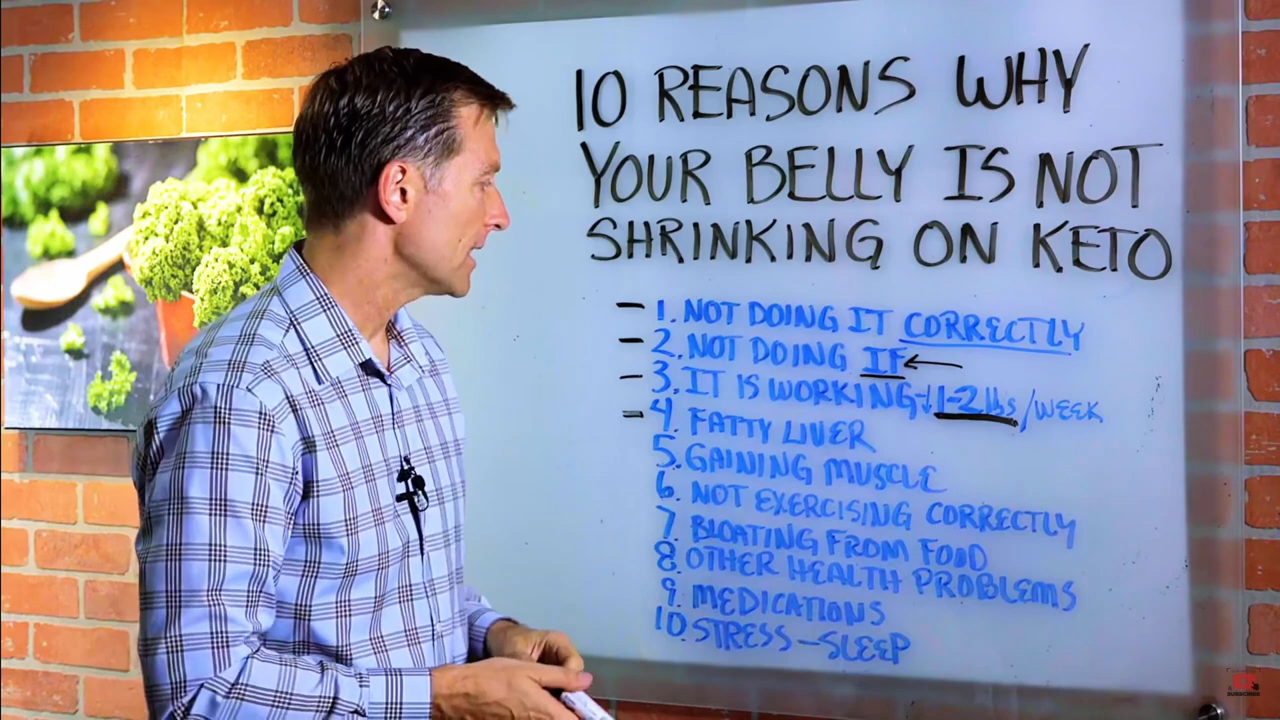 10 REASONS WHY
YOUR BELLY IS NOT
SHRINKING ON KETO
1. NOT DOING IT CORRECTLY
2. NOT DOING IF ←
3. IT IS WORKING-↓1-2 lbs/WEEK
4. FATTY LIVER
5. GAINING MUSCLE
6. NOT EXERCISING CORRECTLY
7. BLOATING FROM FOOD
8. OTHER HEALTH PROBLEMS
9. MEDICATIONS
10. STRESS-SLEEP
SUBSCRIBE